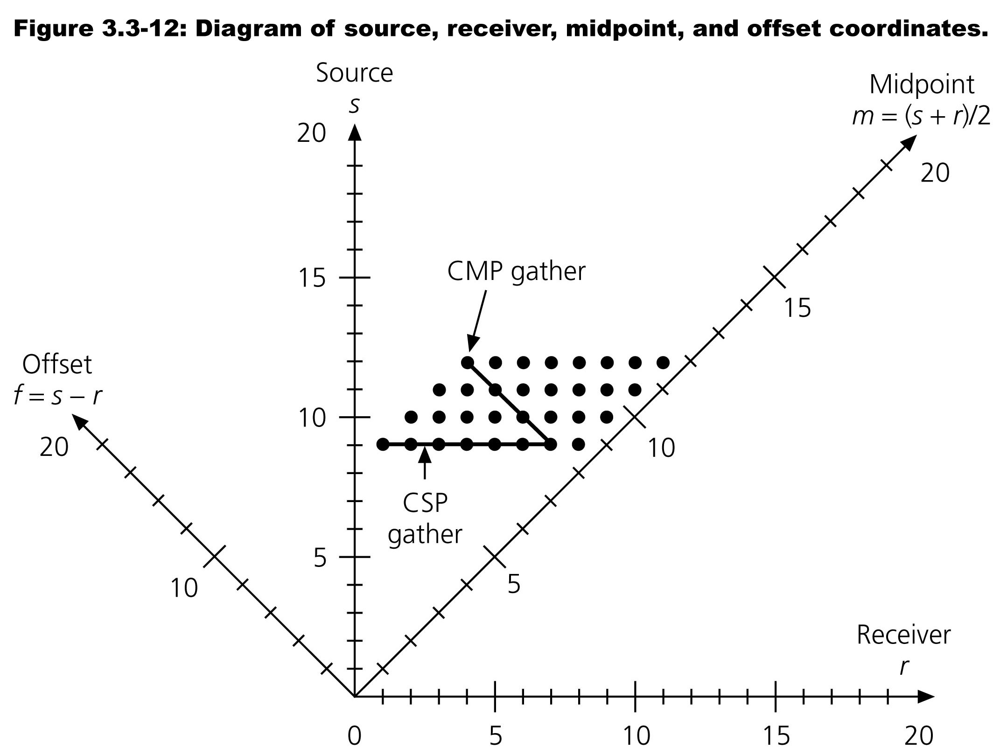 Figure 3.3-12: Diagram of source, receiver, midpoint, and offset coordinates.
Source
s
Midpoint
m = (s + r)/2
20
20
CMP gather
15
15
Offset
f = s − r
10
10
20
CSP
gather
5
5
10
Receiver
r
0
5
10
15
20